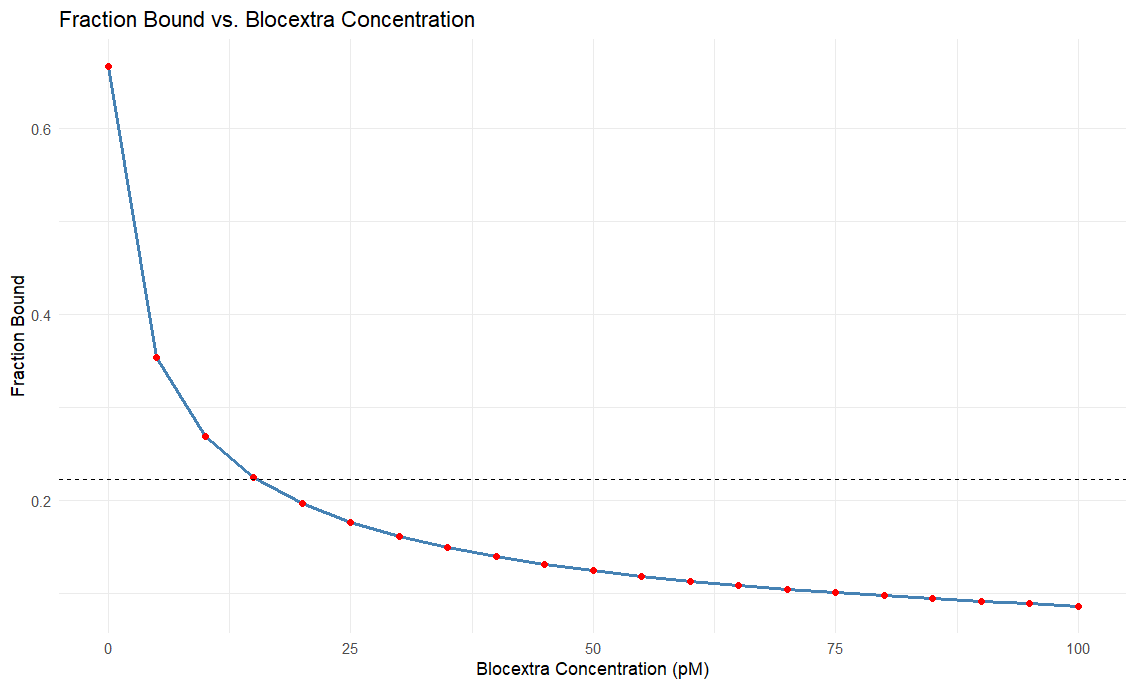 Fraction Bound vs. Blocextra Concentration
Fraction Bound
0.6
0.4
0.2
0 25 50 75 100
Blocextra Concentration (pM)